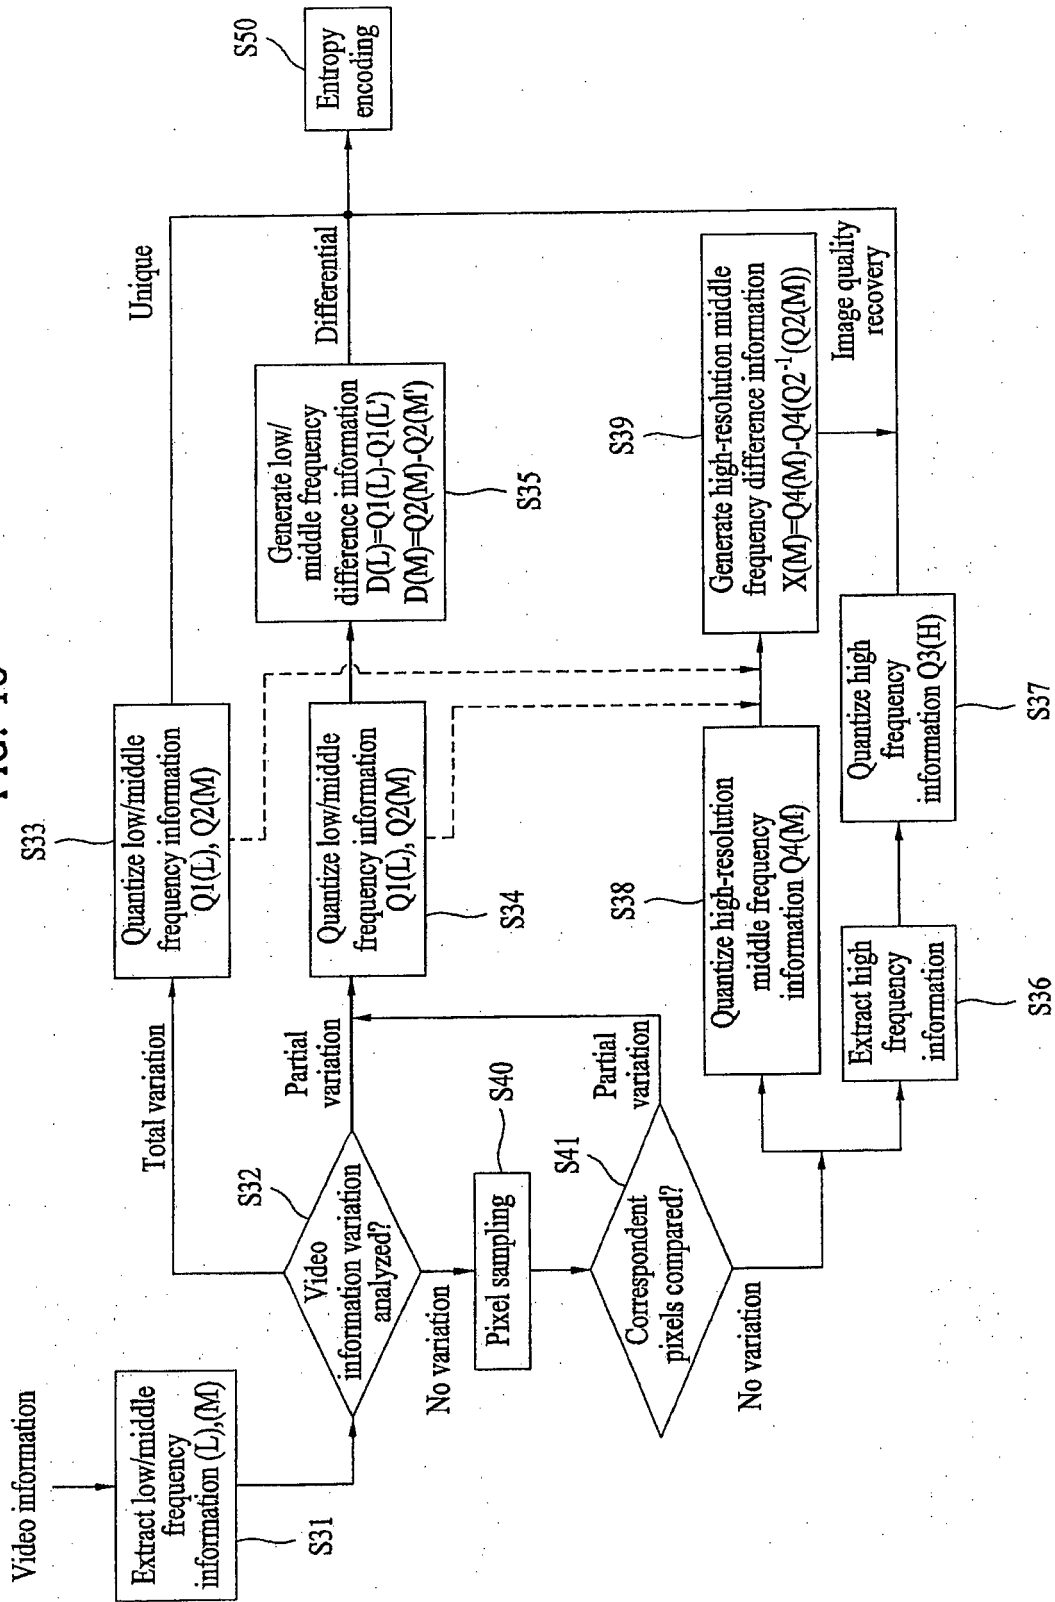 FIG.
Video information
Extract low/middle
frequency
information (L),(M)
S31
Video
information variation
analyzed?
S32
Total variation
Partial
variation
No variation
Quantize low/middle
frequency information
Q1(L), Q2(M)
S33
Unique
Quantize low/middle
frequency information
Q1(L), Q2(M)
S34
Generate low/
middle frequency
difference information
D(L)=Q1(L)-Q1(L')
D(M)=Q2(M)-Q2(M')
S35
Differential
Entropy
encoding
S50
Pixel sampling
S40
Correspondent
pixels compared?
S41
Partial
variation
No variation
Quantize high-resolution
middle frequency
information Q4(M)
S38
Generate high-resolution middle
frequency difference information
X(M)=Q4(M)-Q4(Q2⁻¹(Q2(M))
S39
Extract high
frequency
information
S36
Quantize high
frequency
information Q3(H)
S37
Image quality
recovery